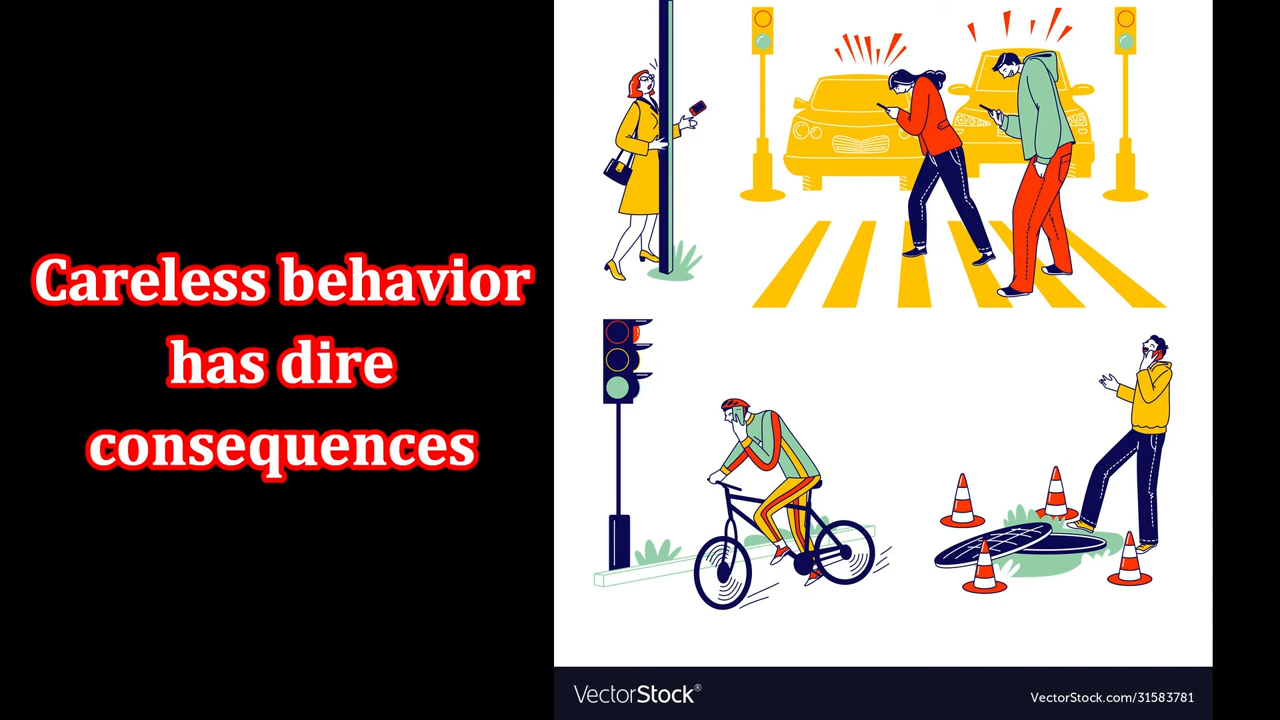 Careless behavior
has dire
consequences
VectorStock®
VectorStock.com/31583781